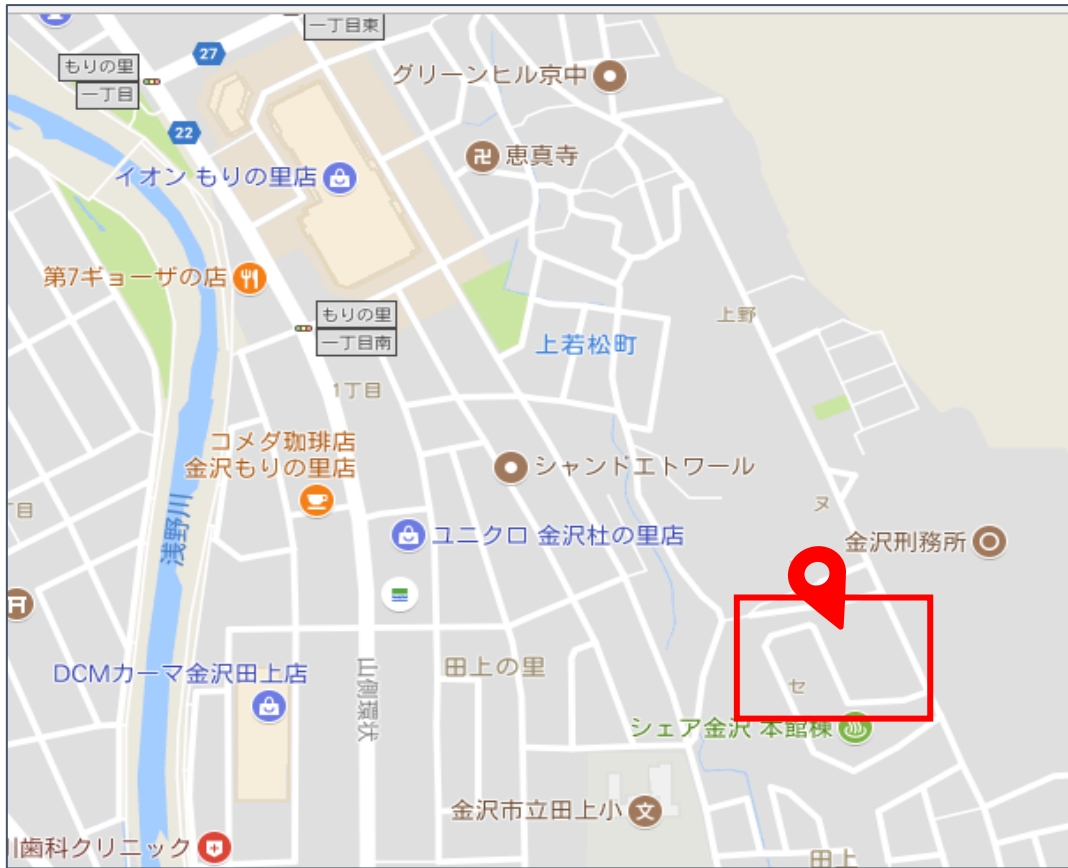 一丁目東
27
もりの里
一丁目
グリーンヒル京中
22
卍
恵真寺
イオン もりの里店
第7ギョーザの店
もりの里
一丁目南
上野
上若松町
1丁目
コメダ珈琲店
金沢もりの里店
シャンドエトワール
丁目
ヌ
浅野川
ユニクロ 金沢杜の里店
金沢刑務所
田上の里
DCMカーマ金沢田上店
山側環状
セ
シェア金沢 本館棟
金沢市立田上小
文
川歯科クリニック
田上